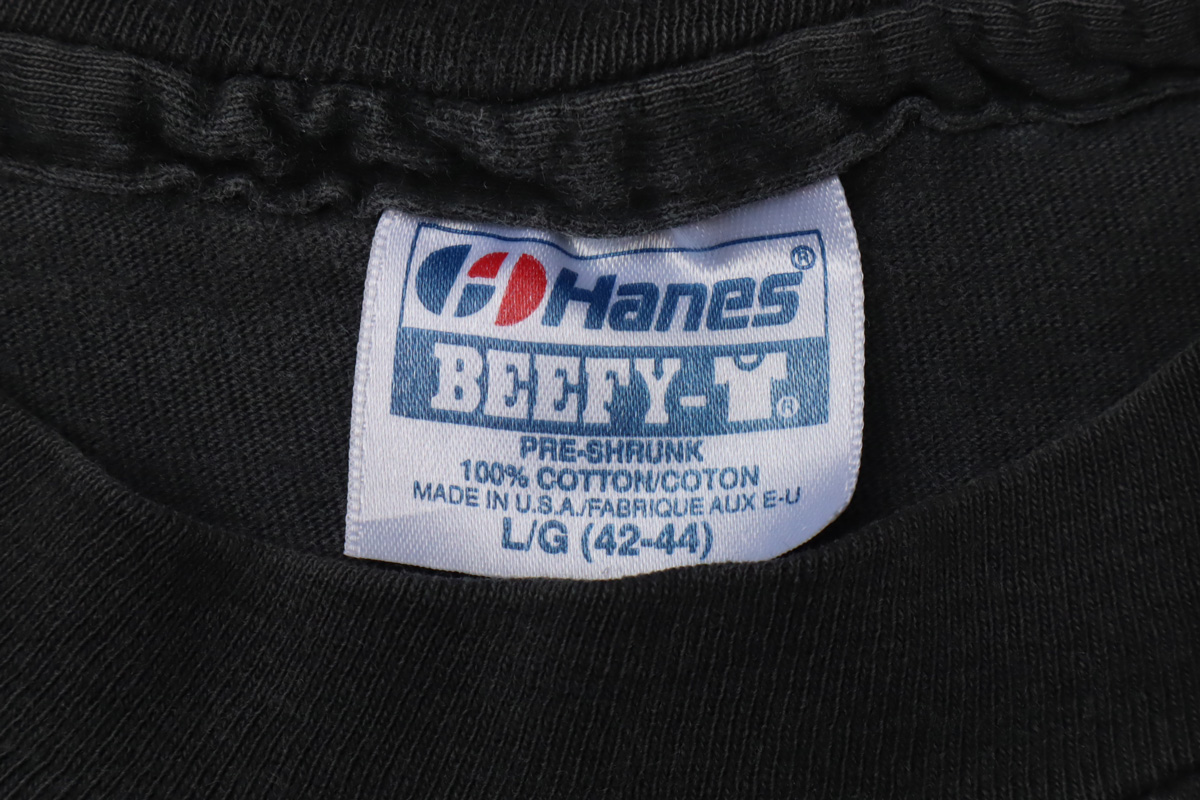 Hanes®
BEEFY-T®
PRE-SHRUNK
100% COTTON/COTON
MADE IN U.S.A./FABRIQUE AUX E-U
L/G (42-44)